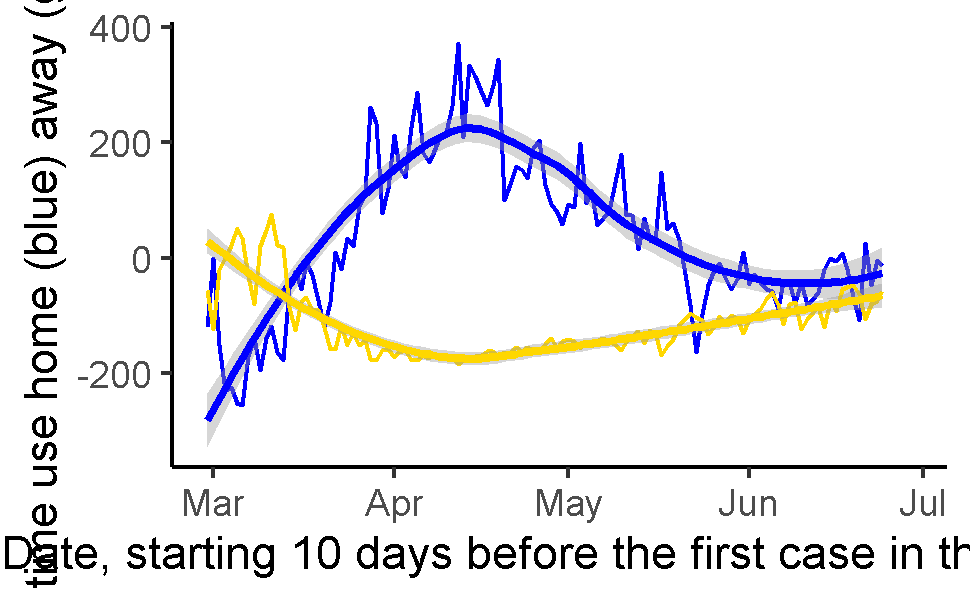 time use home (blue) away (
400
200
0
-200
Mar Apr May Jun Jul
Date, starting 10 days before the first case in th